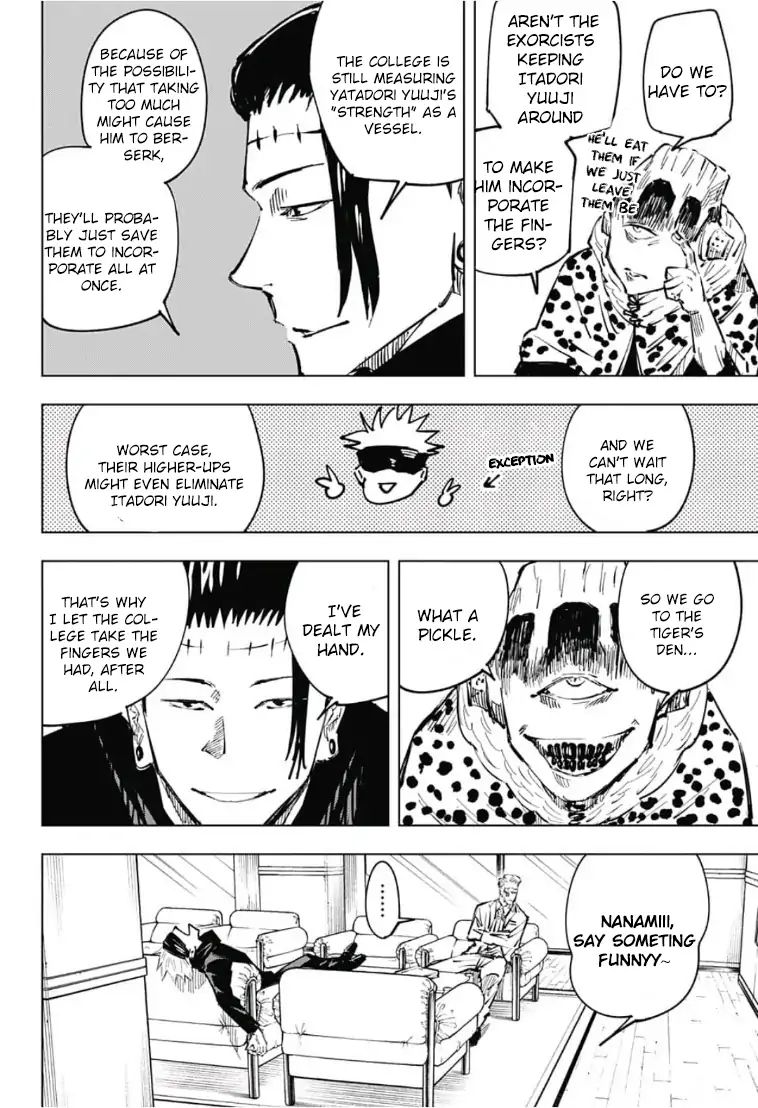 DO WE
HAVE TO?
AREN'T THE
EXORCISTS
KEEPING
ITADORI
YUUJI
AROUND
TO MAKE
HIM INCOR-
PORATE
THE FIN-
GERS?
HE'LL EAT
THEM IF
WE JUST
LEAVE
THEM BE
THE COLLEGE IS
STILL MEASURING
YATADORI YUUJI'S
"STRENGTH" AS A
VESSEL.
BECAUSE OF
THE POSSIBILI-
TY THAT TAKING
TOO MUCH
MIGHT CAUSE
HIM TO BER-
SERK,
THEY'LL PROBA-
BLY JUST SAVE
THEM TO INCOR-
PORATE ALL AT
ONCE.
AND WE
CAN'T WAIT
THAT LONG,
RIGHT?
EXCEPTION
WORST CASE,
THEIR HIGHER-UPS
MIGHT EVEN ELIMINATE
ITADORI YUUJI.
SO WE GO
TO THE
TIGER'S
DEN...
WHAT A
PICKLE.
I'VE
DEALT MY
HAND.
THAT'S WHY
I LET THE COL-
LEGE TAKE THE
FINGERS WE
HAD, AFTER
ALL.
NANAMIII,
SAY SOMETING
FUNNYY~
......